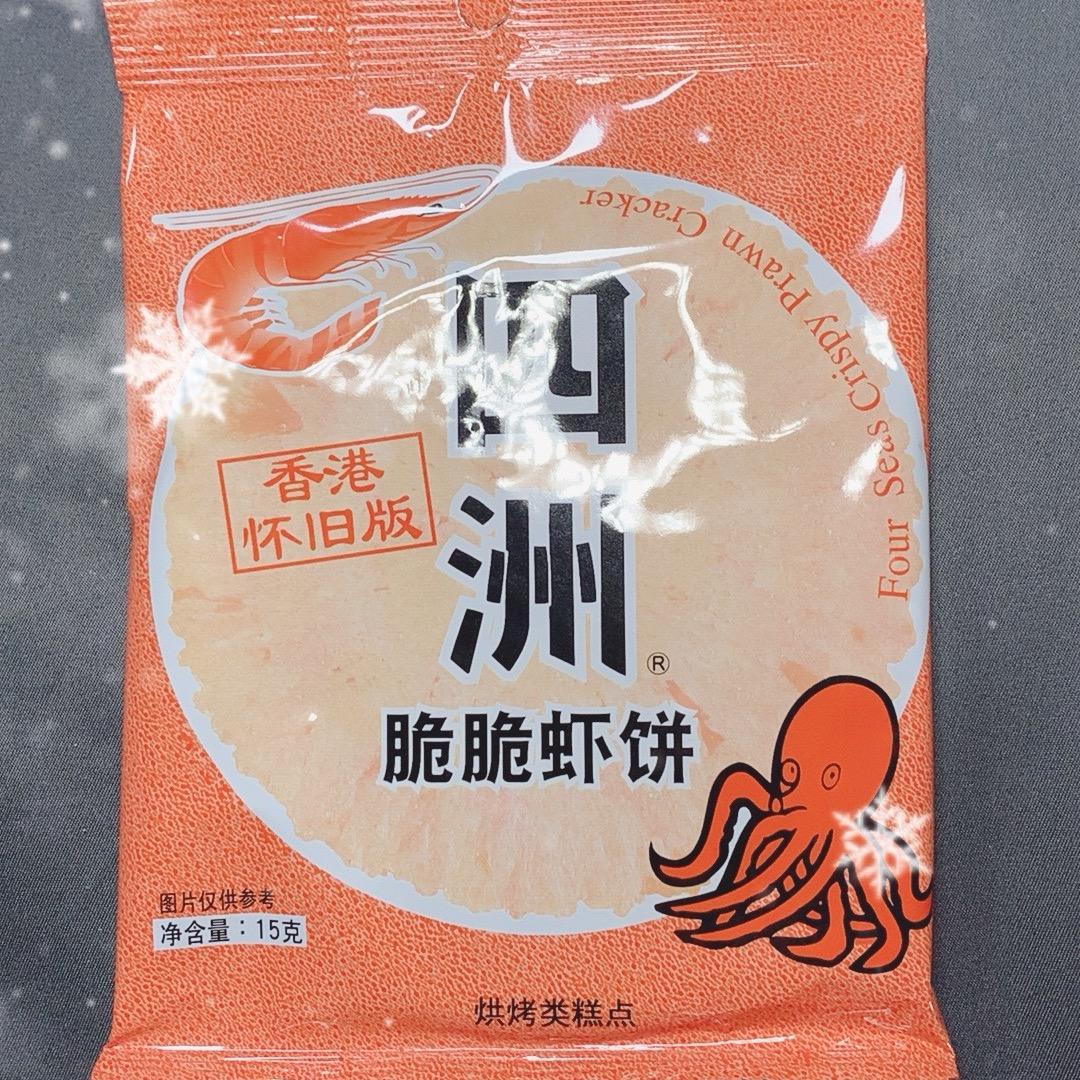 Four Seas Crispy Prawn Cracker
四洲®
香港
怀旧版
脆脆虾饼
图片仅供参考
净含量：15克
烘烤类糕点